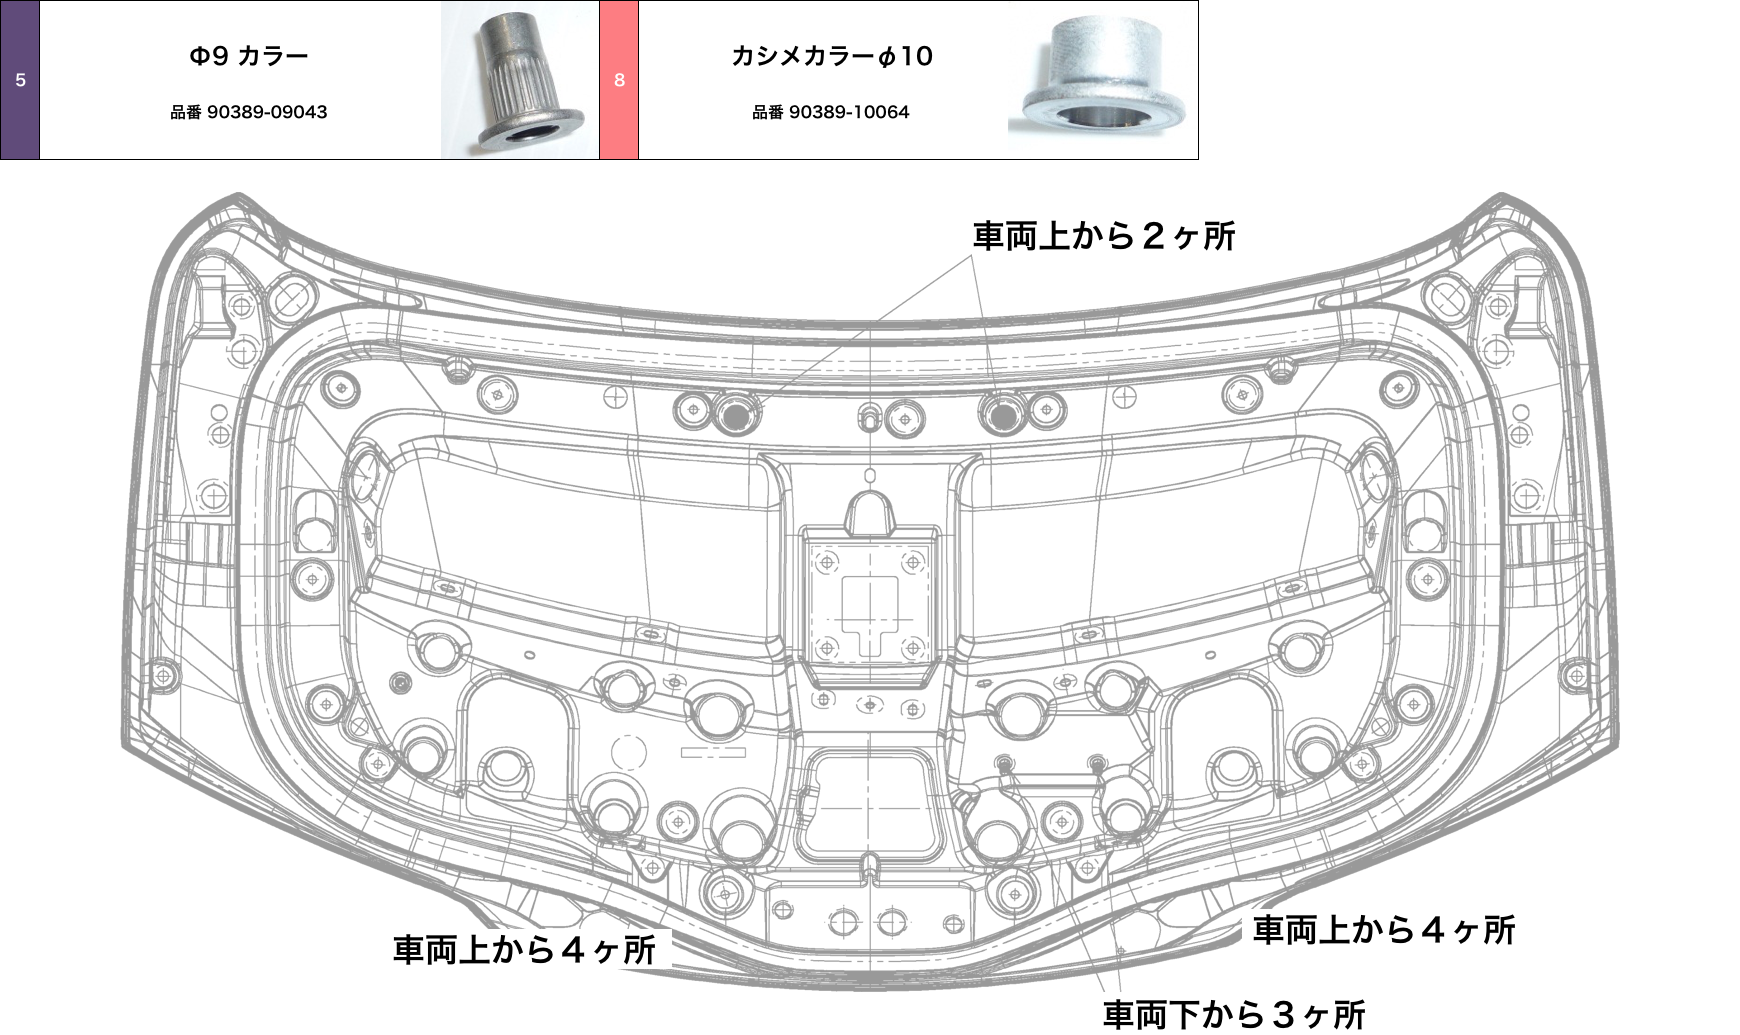 5
Φ9 カラー
品番 90389-09043
8
カシメカラーφ10
品番 90389-10064
車両上から２ヶ所
車両上から４ヶ所
車両上から４ヶ所
車両下から３ヶ所